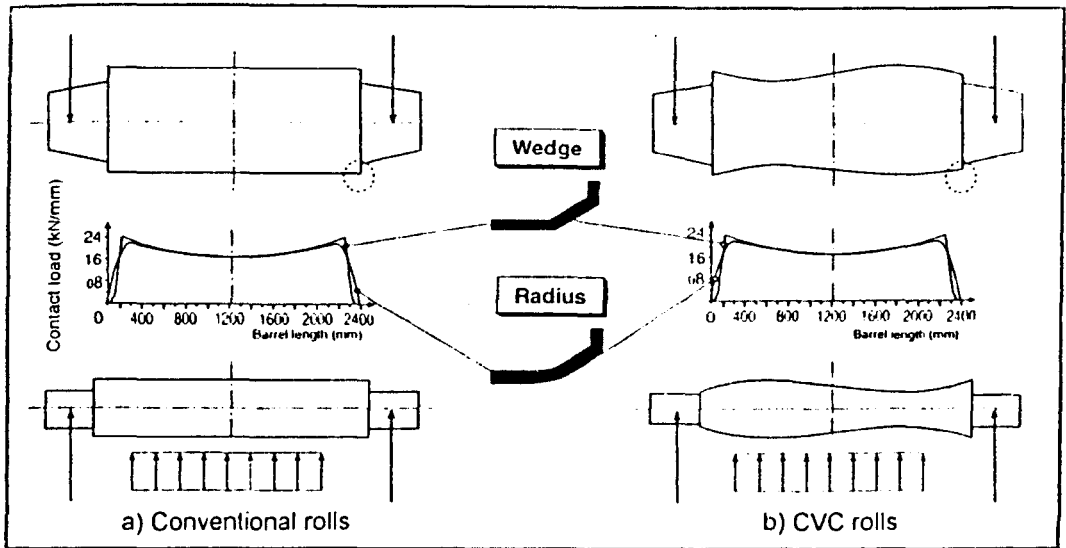 Wedge
Radius
Contact load (kN/mm)
24
16
08
0 400 800 1200 1600 2000 2400
Barrel length (mm)
24
16
08
0 400 800 1200 1600 2000 2400
Barrel length (mm)
a) Conventional rolls
b) CVC rolls